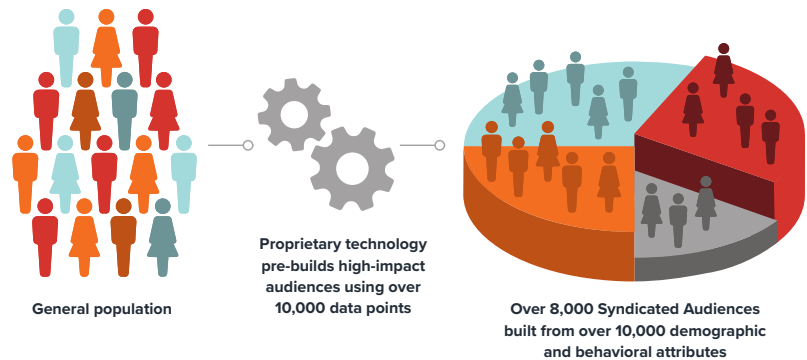 General population
Proprietary technology
pre-builds high-impact
audiences using over
10,000 data points
Over 8,000 Syndicated Audiences
built from over 10,000 demographic
and behavioral attributes